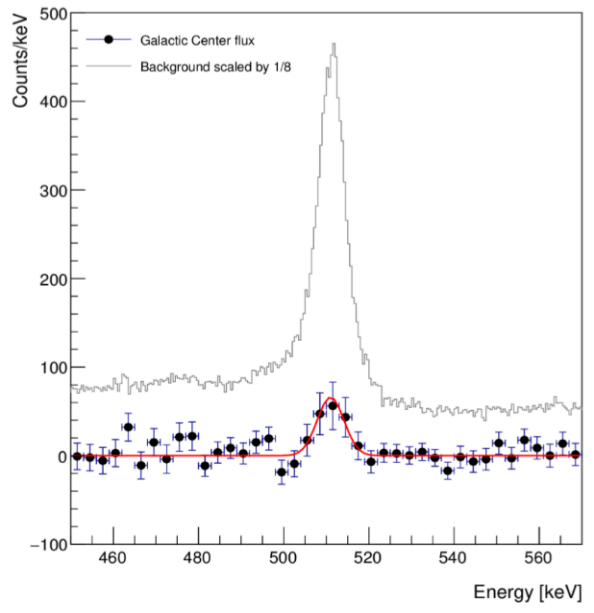 Counts/keV
500
400
300
200
100
0
−100
Galactic Center flux
Background scaled by 1/8
460 480 500 520 540 560
Energy [keV]